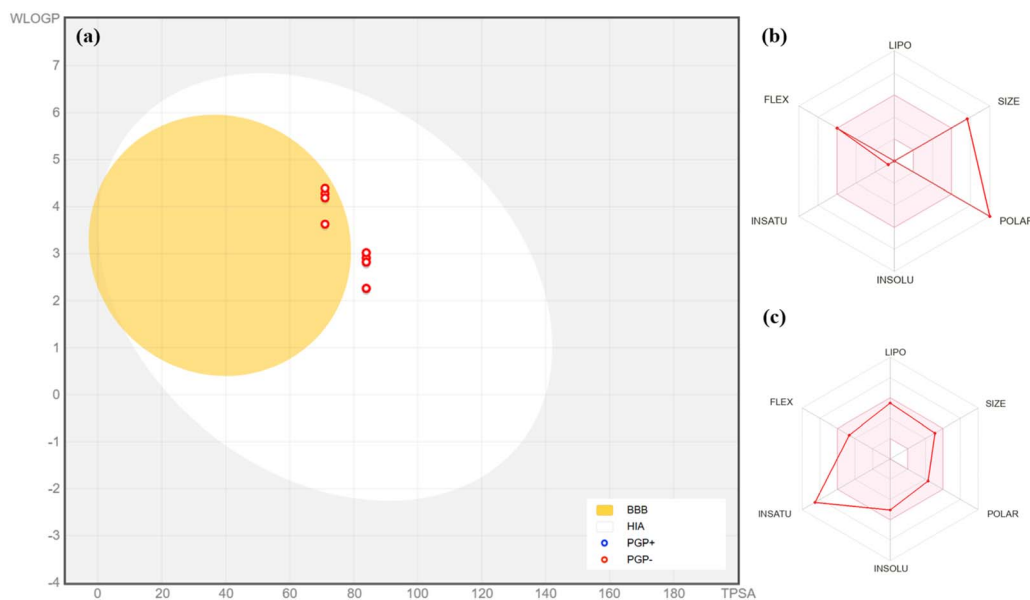 WLOGP
(a)
7
6
5
4
3
2
1
0
-1
-2
-3
-4
0
20
40
60
80
100
120
140
160
180
TPSA
BBB
HIA
PGP+
PGP-
(b)
LIPO
FLEX
SIZE
INSATU
POLAR
INSOLU
(c)
LIPO
FLEX
SIZE
INSATU
POLAR
INSOLU